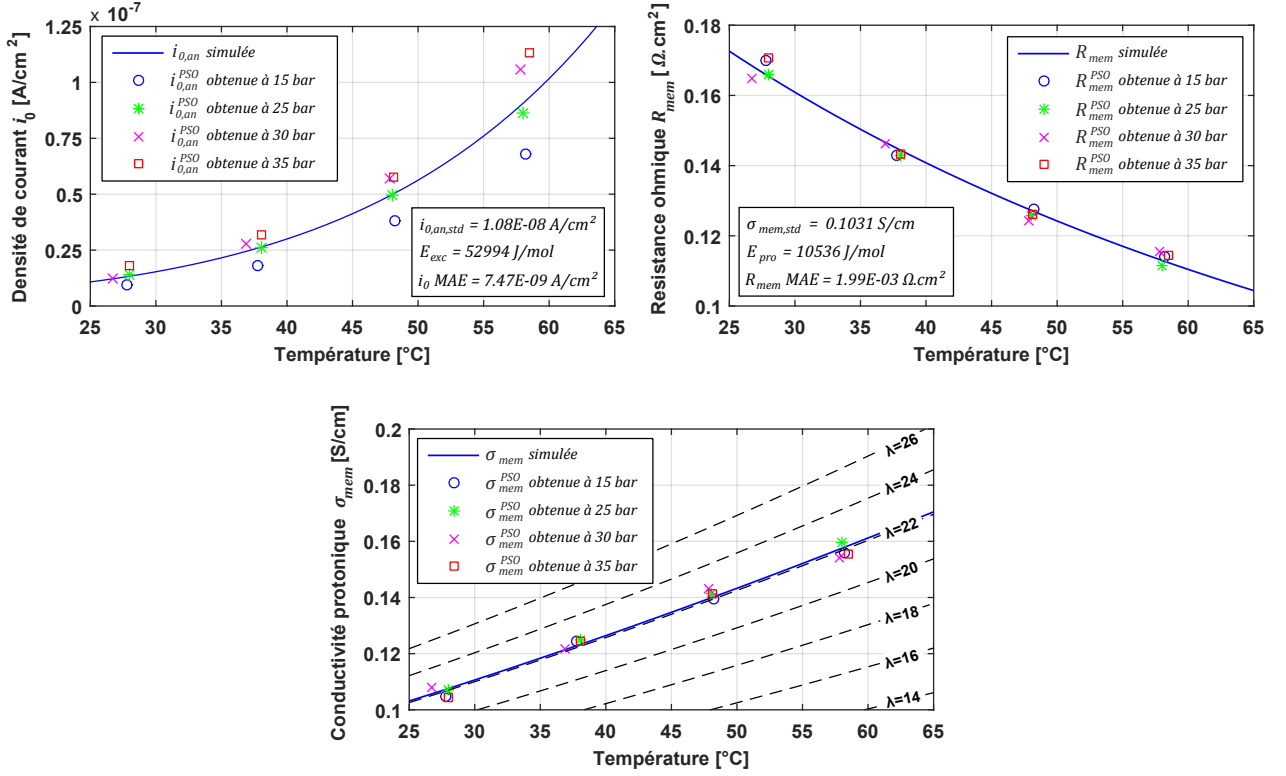 x 10⁻⁷
1.25
1
0.75
0.5
0.25
0
Densité de courant i₀ [A/cm²]
i₀,an simulée
i₀,an^PSO obtenue à 15 bar
i₀,an^PSO obtenue à 25 bar
i₀,an^PSO obtenue à 30 bar
i₀,an^PSO obtenue à 35 bar
i₀,an,std = 1.08E-08 A/cm²
E_exc = 52994 J/mol
i₀ MAE = 7.47E-09 A/cm²
25 30 35 40 45 50 55 60 65
Température [°C]
0.18
0.16
0.14
0.12
0.1
Resistance ohmique R_mem [Ω.cm²]
R_mem simulée
R_mem^PSO obtenue à 15 bar
R_mem^PSO obtenue à 25 bar
R_mem^PSO obtenue à 30 bar
R_mem^PSO obtenue à 35 bar
σ_mem,std = 0.1031 S/cm
E_pro = 10536 J/mol
R_mem MAE = 1.99E-03 Ω.cm²
25 30 35 40 45 50 55 60 65
Température [°C]
0.2
0.18
0.16
0.14
0.12
0.1
Conductivité protonique σ_mem [S/cm]
σ_mem simulée
σ_mem^PSO obtenue à 15 bar
σ_mem^PSO obtenue à 25 bar
σ_mem^PSO obtenue à 30 bar
σ_mem^PSO obtenue à 35 bar
λ=26
λ=24
λ=22
λ=20
λ=18
λ=16
λ=14
25 30 35 40 45 50 55 60 65
Température [°C]